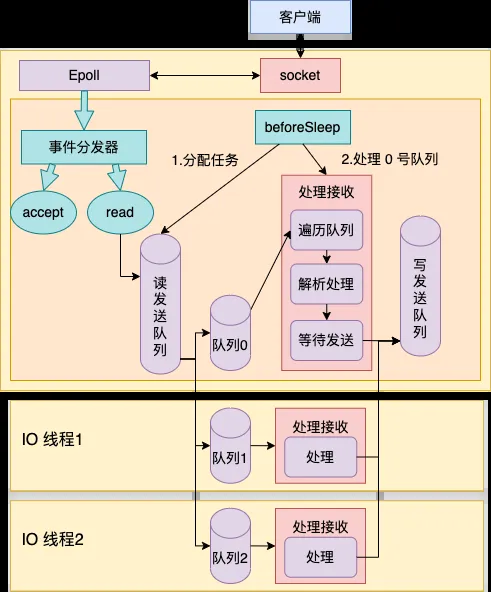 客户端
Epoll
socket
事件分发器
beforeSleep
1.分配任务
2.处理 0 号队列
accept
read
处理接收
遍历队列
解析处理
等待发送
读
发
送
队
列
队列0
写
发
送
队
列
IO 线程1
队列1
处理接收
处理
IO 线程2
队列2
处理接收
处理